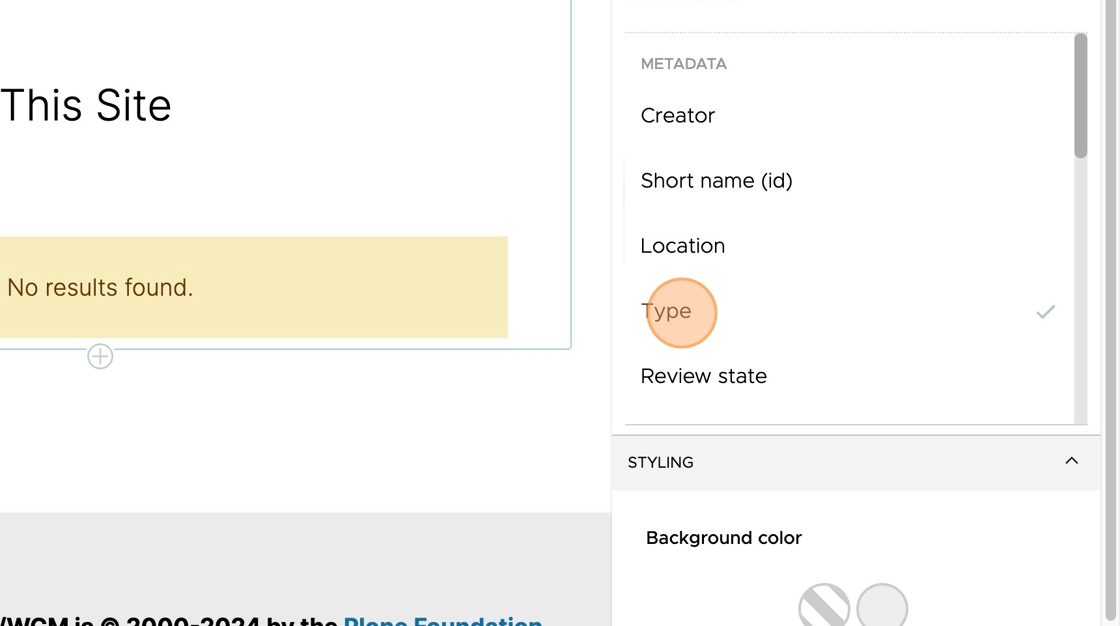 This Site
No results found.
METADATA
Creator
Short name (id)
Location
Type
Review state
STYLING
Background color
/WCM is © 2000-2024 by the Plone Foundation